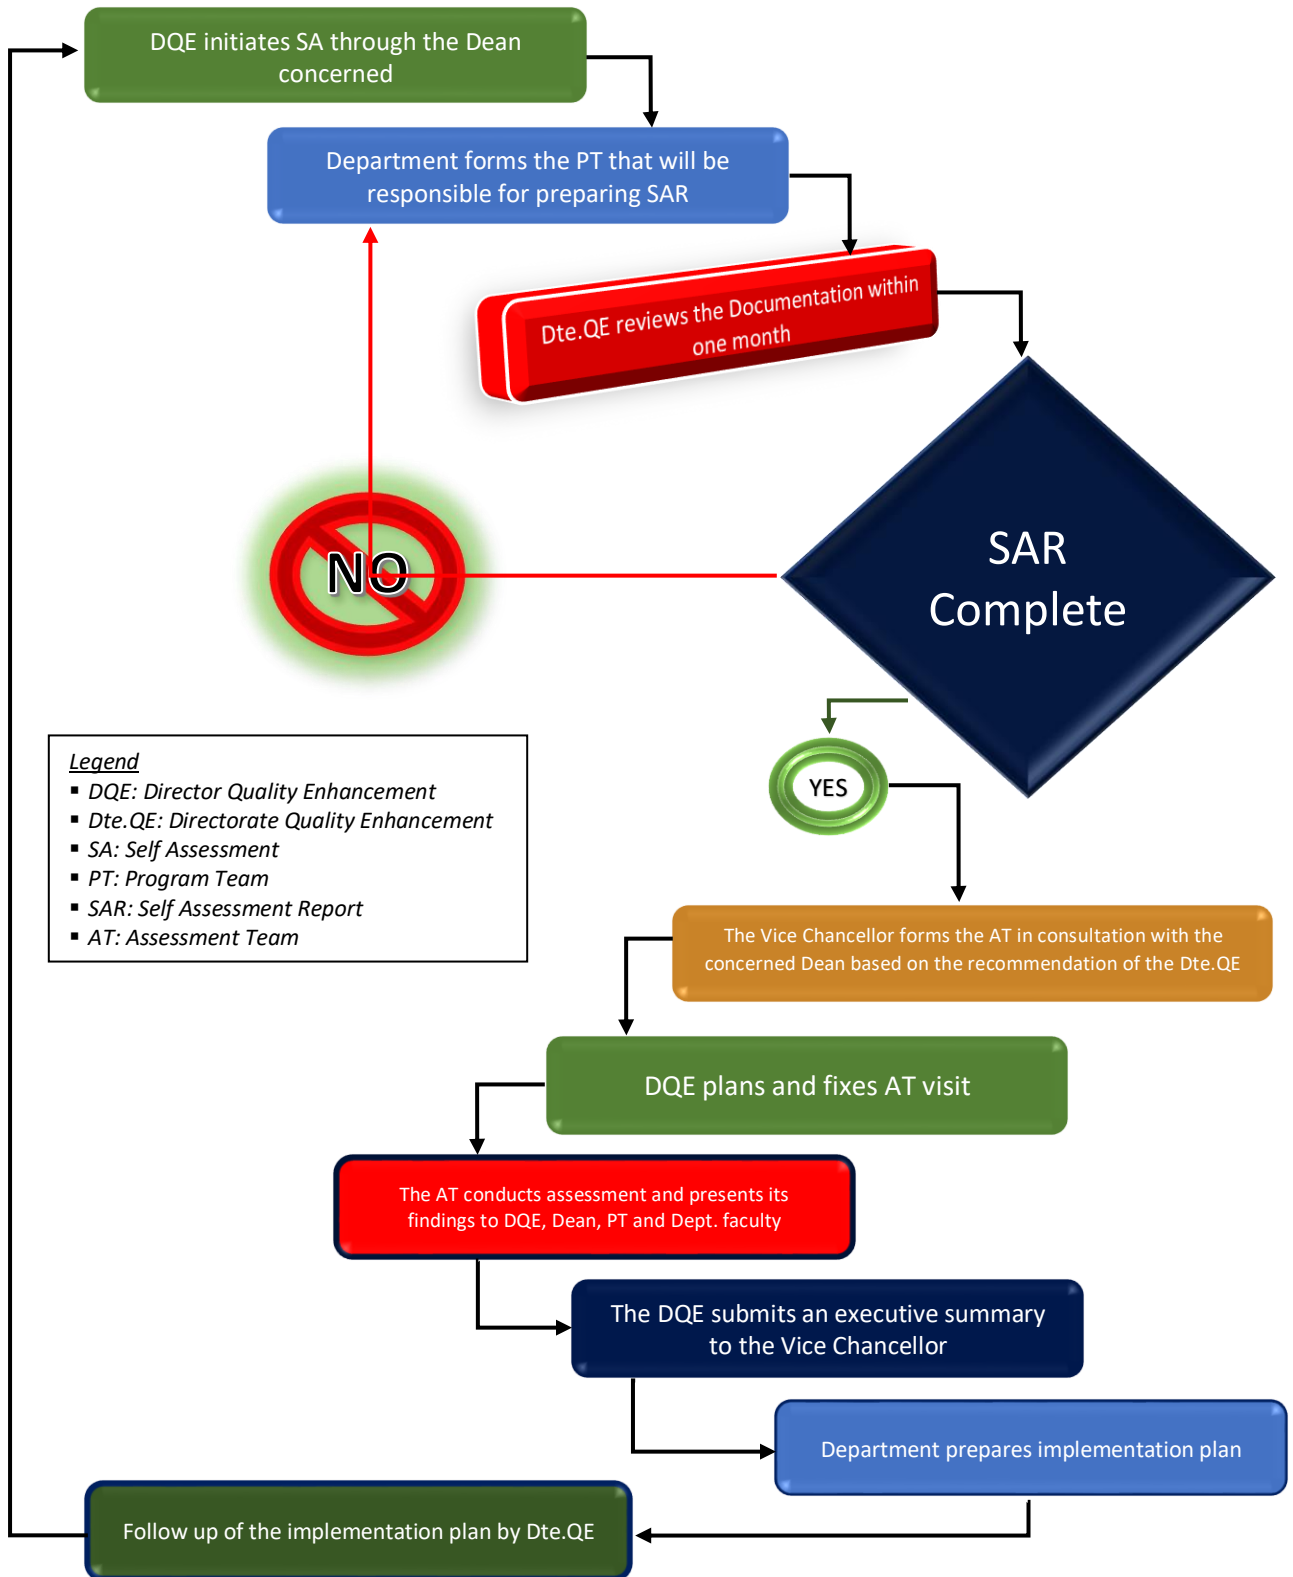 DQE initiates SA through the Dean
concerned
Department forms the PT that will be
responsible for preparing SAR
Dte.QE reviews the Documentation within
one month
SAR
Complete
NO
YES
Legend
▪ DQE: Director Quality Enhancement
▪ Dte.QE: Directorate Quality Enhancement
▪ SA: Self Assessment
▪ PT: Program Team
▪ SAR: Self Assessment Report
▪ AT: Assessment Team
The Vice Chancellor forms the AT in consultation with the
concerned Dean based on the recommendation of the Dte.QE
DQE plans and fixes AT visit
The AT conducts assessment and presents its
findings to DQE, Dean, PT and Dept. faculty
The DQE submits an executive summary
to the Vice Chancellor
Department prepares implementation plan
Follow up of the implementation plan by Dte.QE